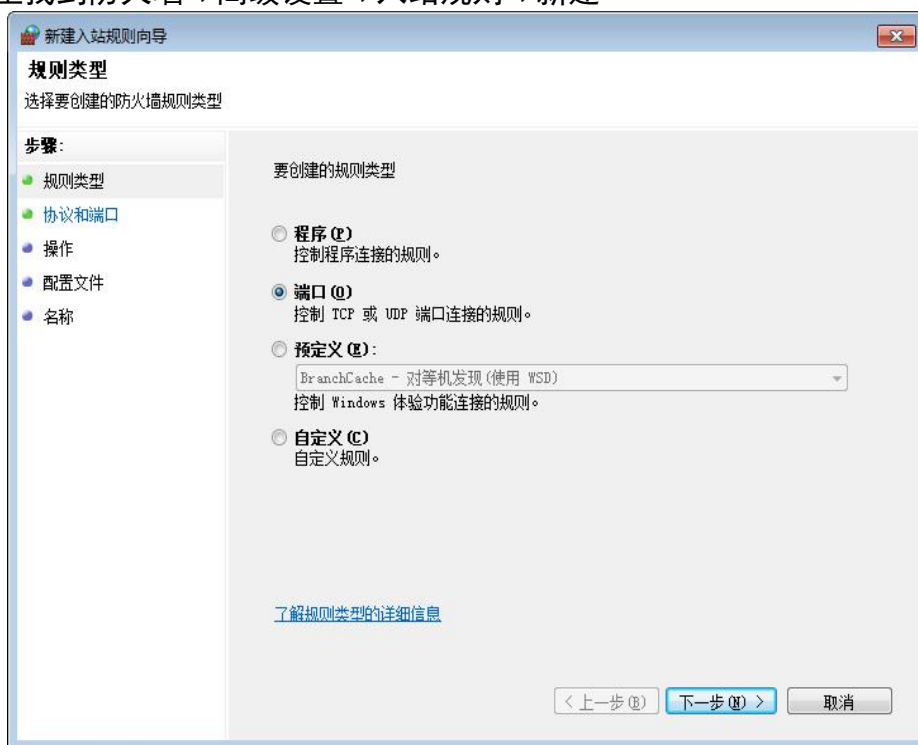 新建入站规则向导
规则类型
选择要创建的防火墙规则类型
步骤:
规则类型
协议和端口
操作
配置文件
名称
要创建的规则类型
程序(P)
控制程序连接的规则。
端口(O)
控制 TCP 或 UDP 端口连接的规则。
预定义(E):
BranchCache - 对等机发现(使用 WSD)
控制 Windows 体验功能连接的规则。
自定义(C)
自定义规则。
了解规则类型的详细信息
< 上一步(B)
下一步(N) >
取消